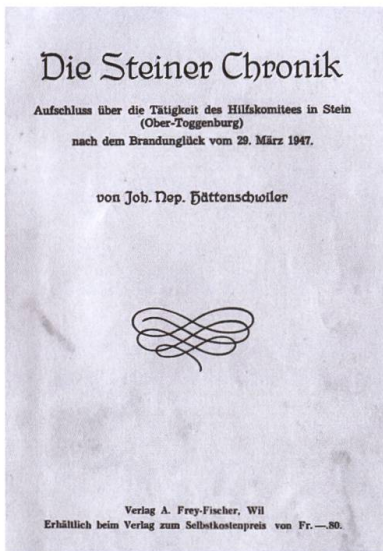 Die Steiner Chronik
Aufschluss über die Tätigkeit des Hilfskomitees in Stein
(Ober-Toggenburg)
nach dem Brandunglück vom 29. März 1947.
von Joh. Nep. Hättenschwiler
Verlag A. Frey-Fischer, Wil
Erhältlich beim Verlag zum Selbstkostenpreis von Fr. —.80.